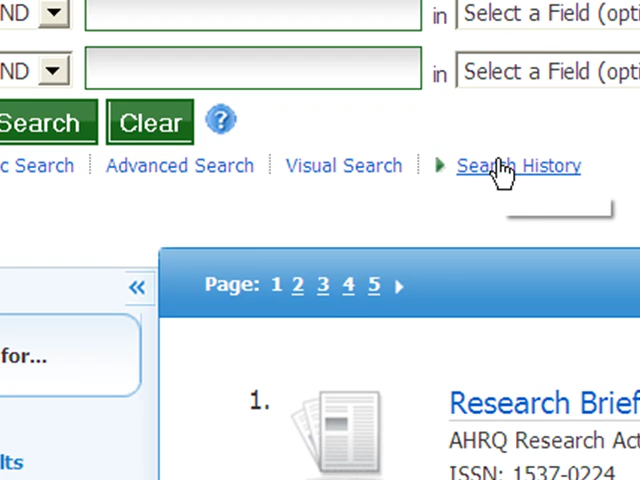 ND in Select a Field (opti
ND in Select a Field (opti
Search Clear ?
c Search Advanced Search Visual Search Search History
« Page: 1 2 3 4 5
for...
1. Research Brief
AHRQ Research Act
lts
ISSN: 1537-0224